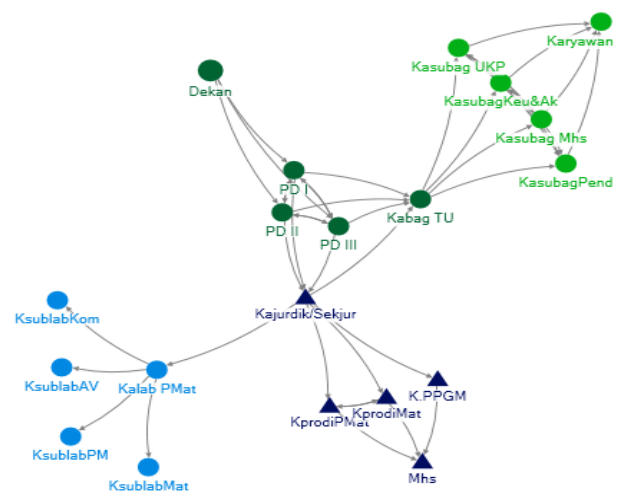 Karyawan
Kasubag UKP
Dekan
KasubagKeu&Ak
Kasubag Mhs
KasubagPend
PD I
PD II
Kabag TU
PD III
Kajurdik/Sekjur
KsublabKom
KsublabAV
Kalab PMat
K.PPGM
KprodiPMat
KprodiMat
KsublabPM
Mhs
KsublabMat